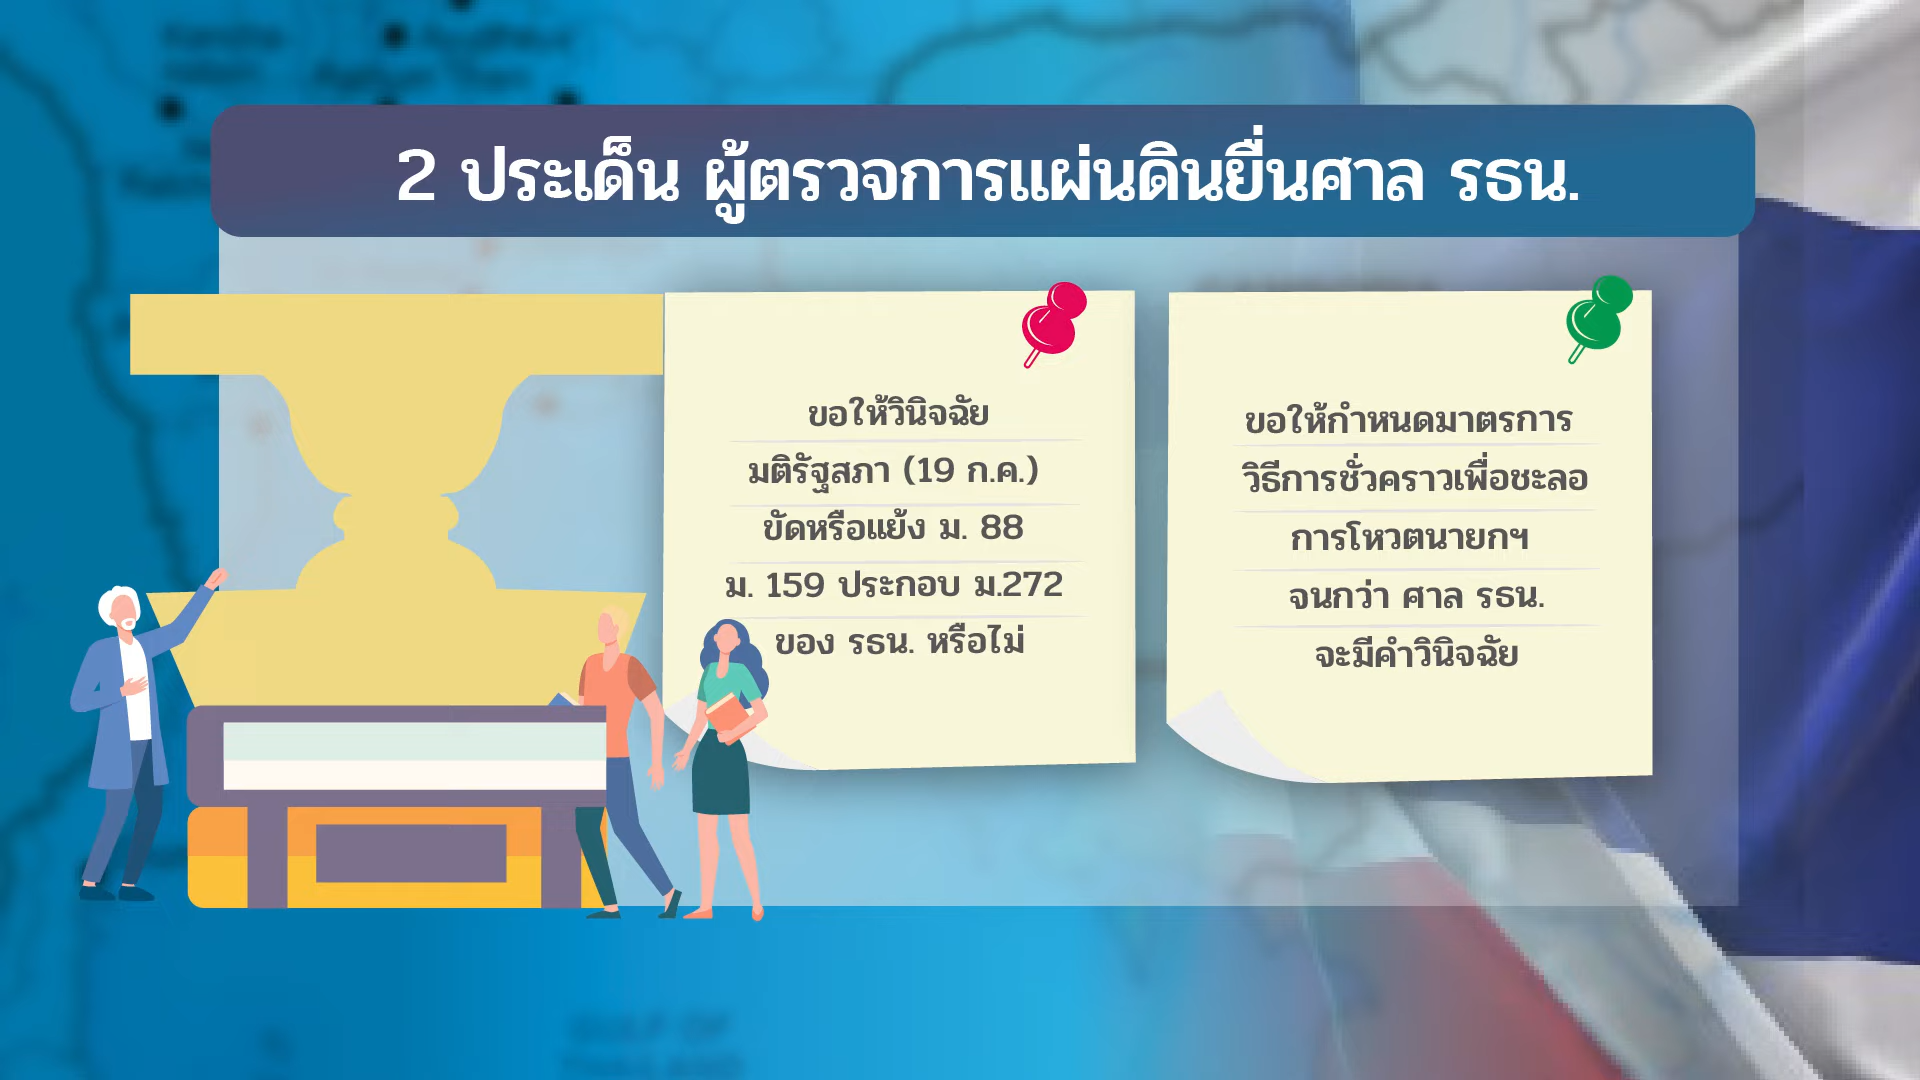 2 ประเด็น ผู้ตรวจการแผ่นดินยื่นศาล รธน.
ขอให้วินิจฉัย
มติรัฐสภา (19 ก.ค.)
ขัดหรือแย้ง ม. 88
ม. 159 ประกอบ ม.272
ของ รธน. หรือไม่
ขอให้กำหนดมาตรการ
วิธีการชั่วคราวเพื่อชะลอ
การโหวตนายกฯ
จนกว่า ศาล รธน.
จะมีคำวินิจฉัย
GULF OF
THAILAND